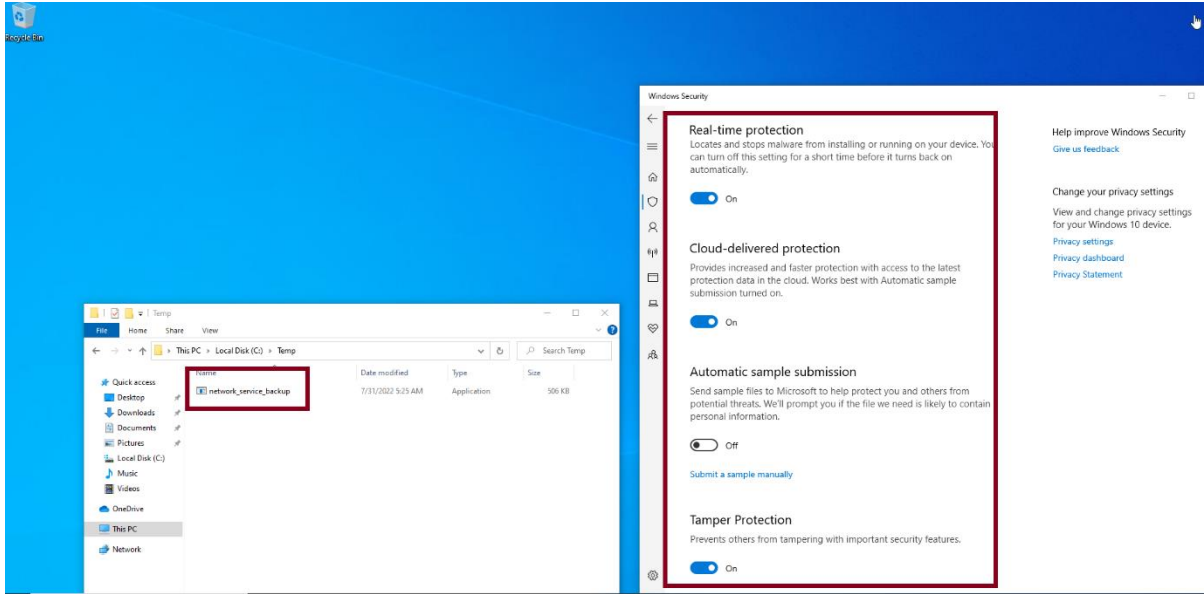 Recycle Bin
Temp
File Home Share View
This PC > Local Disk (C:) > Temp
Search Temp
Name Date modified Type Size
network_service_backup 7/31/2022 5:25 AM Application 506 KB
Quick access
Desktop
Downloads
Documents
Pictures
Local Disk (C:)
Music
Videos
OneDrive
This PC
Network
Windows Security
Real-time protection
Locates and stops malware from installing or running on your device. You
can turn off this setting for a short time before it turns back on
automatically.
On
Cloud-delivered protection
Provides increased and faster protection with access to the latest
protection data in the cloud. Works best with Automatic sample
submission turned on.
On
Automatic sample submission
Send sample files to Microsoft to help protect you and others from
potential threats. We'll prompt you if the file we need is likely to contain
personal information.
Off
Submit a sample manually
Tamper Protection
Prevents others from tampering with important security features.
On
Help improve Windows Security
Give us feedback
Change your privacy settings
View and change privacy settings
for your Windows 10 device.
Privacy settings
Privacy dashboard
Privacy Statement